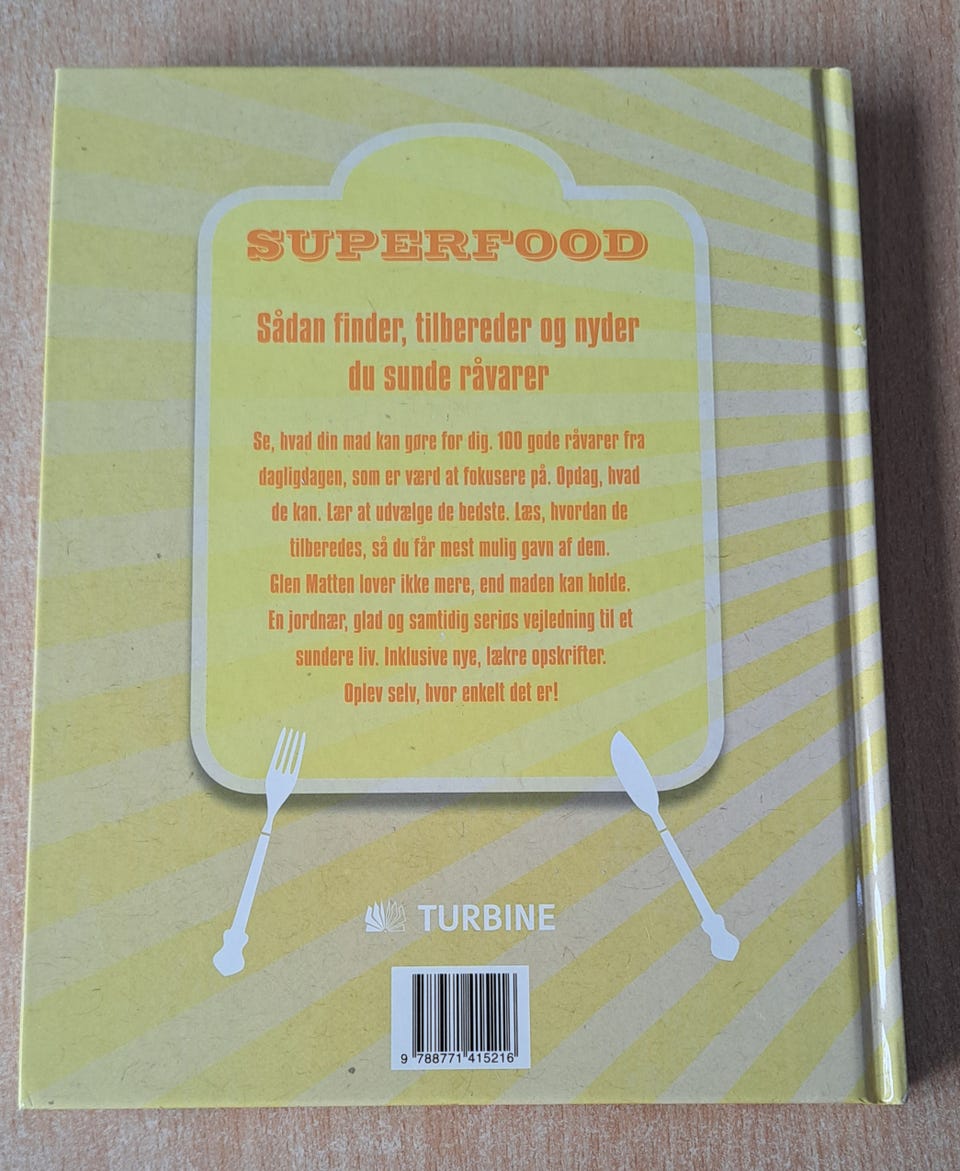 SUPERFOOD
Sådan finder, tilbereder og nyder
du sunde råvarer
Se, hvad din mad kan gøre for dig. 100 gode råvarer fra
dagligdagen, som er værd at fokusere på. Opdag, hvad
de kan. Lær at udvælge de bedste. Læs, hvordan de
tilberedes, så du får mest mulig gavn af dem.
Glen Matten lover ikke mere, end maden kan holde.
En jordnær, glad og samtidig seriøs vejledning til et
sundere liv. Inklusive nye, lækre opskrifter.
Oplev selv, hvor enkelt det er!
TURBINE
9 788771 415216